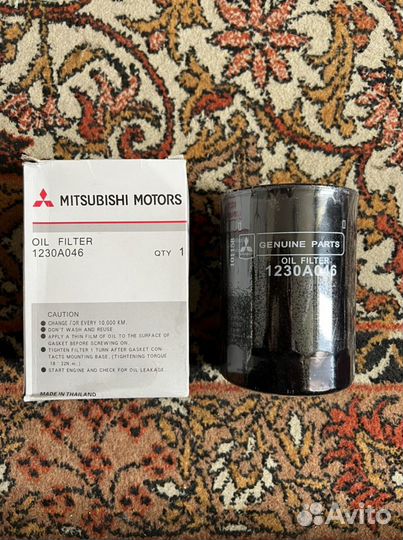 MITSUBISHI MOTORS
OIL FILTER
1230A046 QTY 1
CAUTION
● CHANGE FOR EVERY 10,000 KM
● DON'T WASH AND REUSE
● APPLY A THIN FILM OF OIL TO THE SURFACE OF
GASKET BEFORE SCREWING ON.
● TIGHTEN FILTER 1 TURN AFTER GASKET CON-
TACTS MOUNTING BASE. (TIGHTENING TORQUE
● START ENGINE AND CHECK FOR OIL LEAKAGE.
MADE IN THAILAND
GENUINE PARTS
OIL FILTER
1230A046
Avito